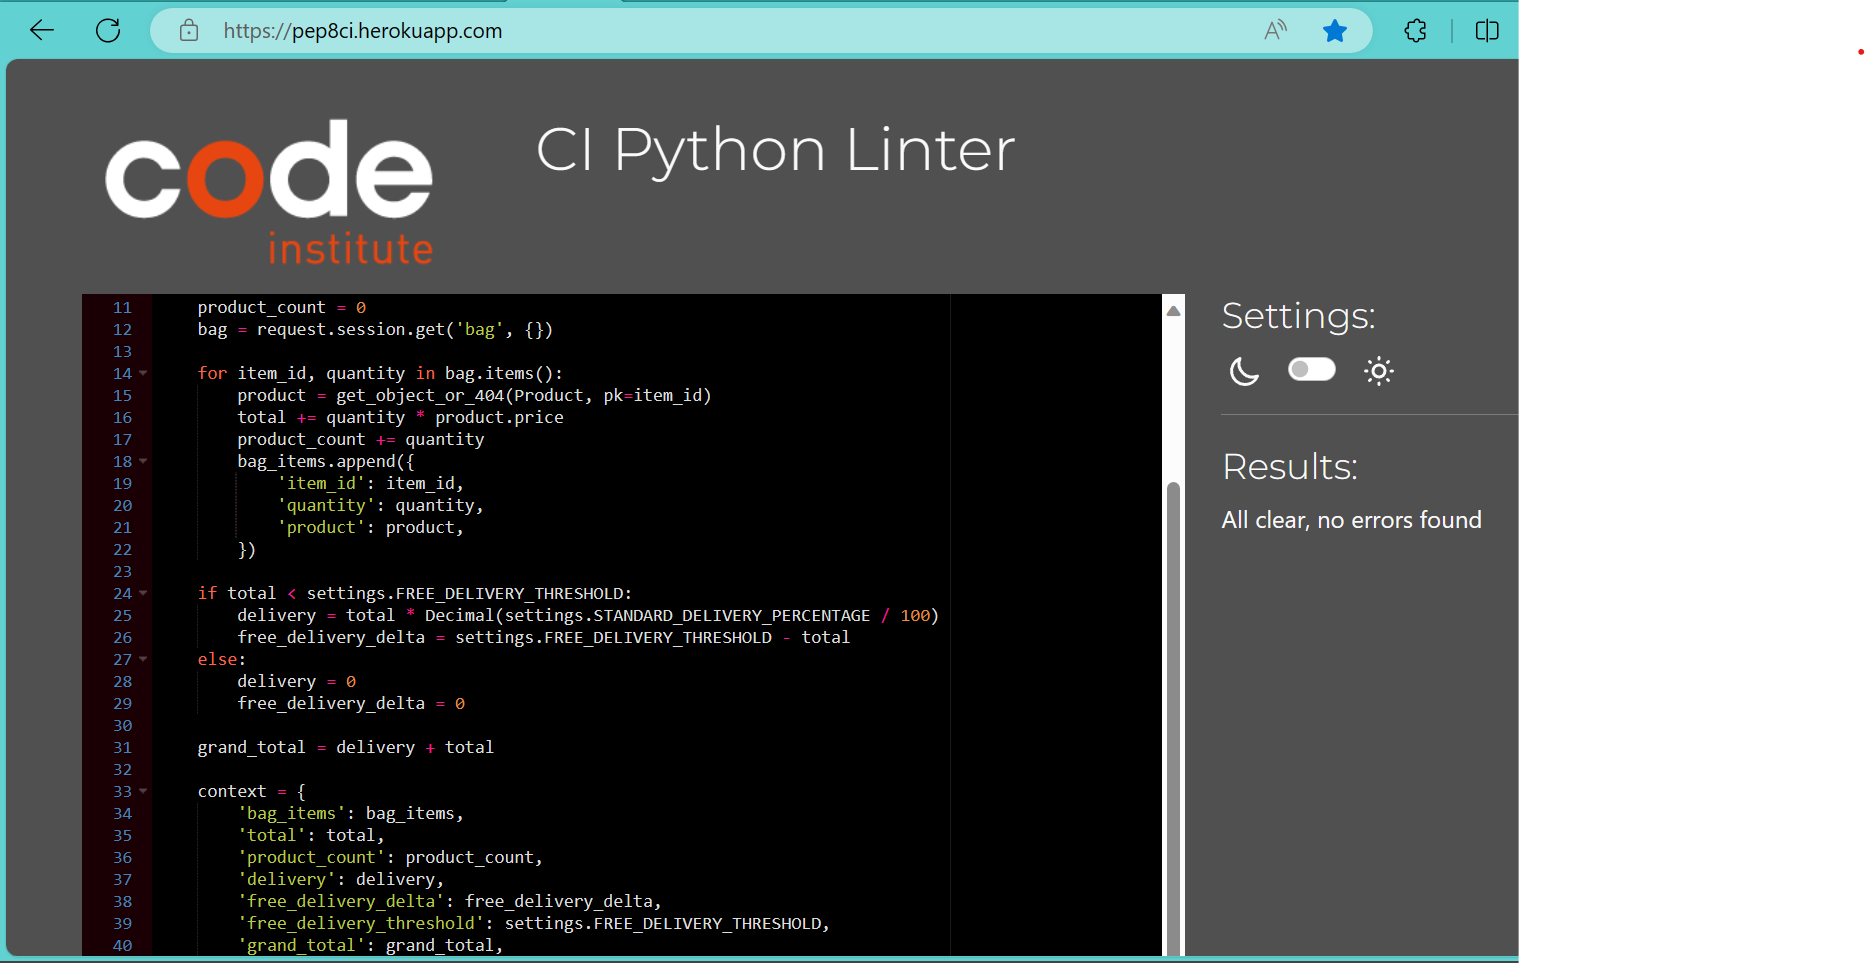 https://pep8ci.herokuapp.com
code
institute
CI Python Linter
11 product_count = 0
12 bag = request.session.get('bag', {})
13
14 for item_id, quantity in bag.items():
15 product = get_object_or_404(Product, pk=item_id)
16 total += quantity * product.price
17 product_count += quantity
18 bag_items.append({
19 'item_id': item_id,
20 'quantity': quantity,
21 'product': product,
22 })
23
24 if total < settings.FREE_DELIVERY_THRESHOLD:
25 delivery = total * Decimal(settings.STANDARD_DELIVERY_PERCENTAGE / 100)
26 free_delivery_delta = settings.FREE_DELIVERY_THRESHOLD - total
27 else:
28 delivery = 0
29 free_delivery_delta = 0
30
31 grand_total = delivery + total
32
33 context = {
34 'bag_items': bag_items,
35 'total': total,
36 'product_count': product_count,
37 'delivery': delivery,
38 'free_delivery_delta': free_delivery_delta,
39 'free_delivery_threshold': settings.FREE_DELIVERY_THRESHOLD,
40 'grand_total': grand_total,
Settings:
Results:
All clear, no errors found